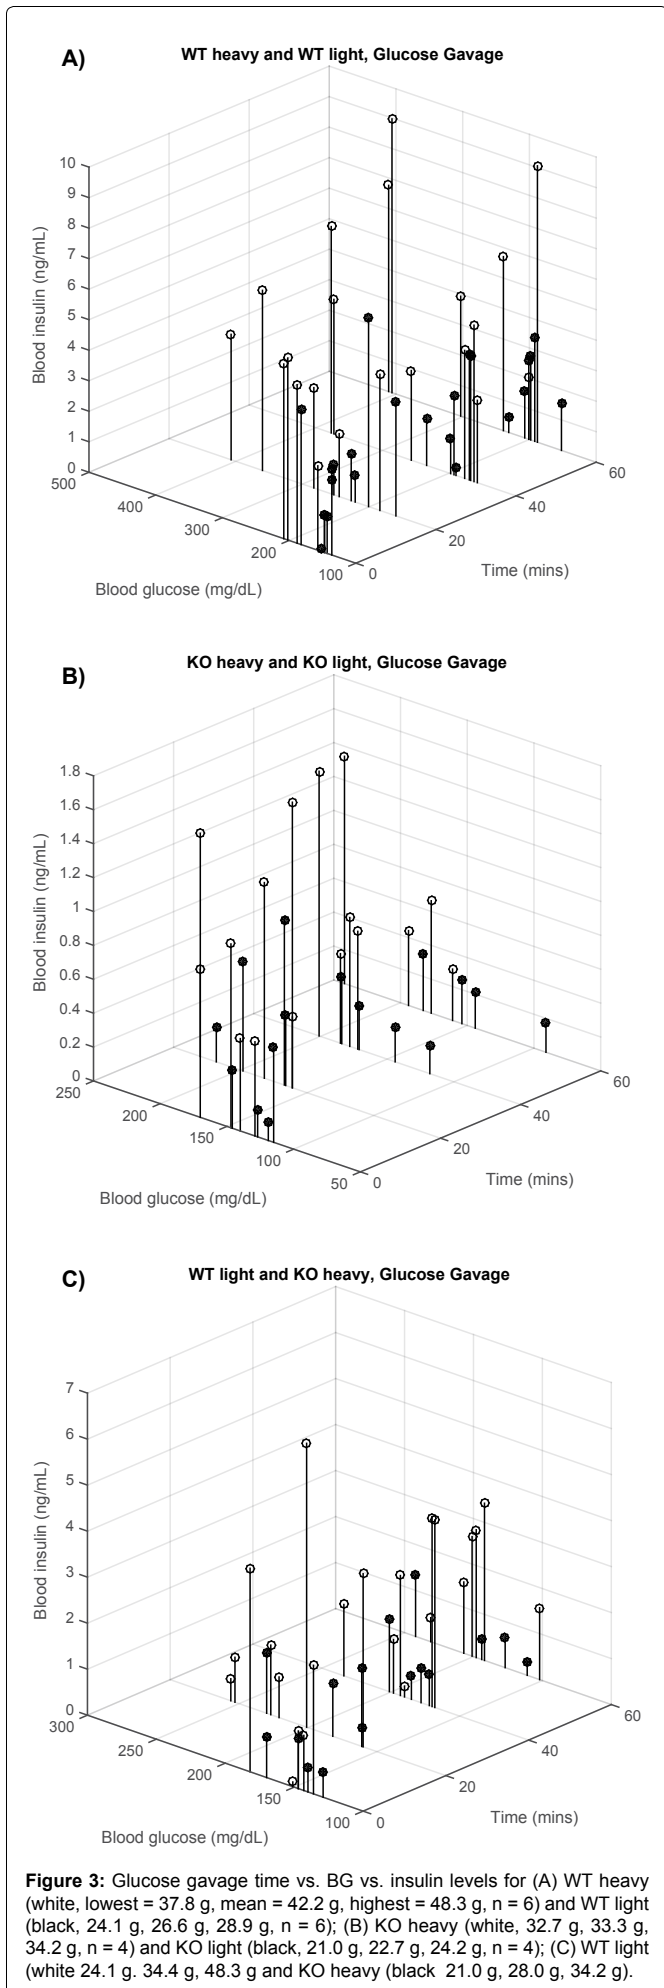 A)
WT heavy and WT light, Glucose Gavage
10
9
8
7
6
5
4
3
2
1
0
Blood insulin (ng/mL)
500
400
300
200
100
Blood glucose (mg/dL)
0
20
40
60
Time (mins)
B)
KO heavy and KO light, Glucose Gavage
1.8
1.6
1.4
1.2
1
0.8
0.6
0.4
0.2
0
Blood insulin (ng/mL)
250
200
150
100
50
Blood glucose (mg/dL)
0
20
40
60
Time (mins)
C)
WT light and KO heavy, Glucose Gavage
7
6
5
4
3
2
1
0
Blood insulin (ng/mL)
300
250
200
150
100
Blood glucose (mg/dL)
0
20
40
60
Time (mins)
Figure 3: Glucose gavage time vs. BG vs. insulin levels for (A) WT heavy
(white, lowest = 37.8 g, mean = 42.2 g, highest = 48.3 g, n = 6) and WT light
(black, 24.1 g, 26.6 g, 28.9 g, n = 6); (B) KO heavy (white, 32.7 g, 33.3 g,
34.2 g, n = 4) and KO light (black, 21.0 g, 22.7 g, 24.2 g, n = 4); (C) WT light
(white 24.1 g. 34.4 g, 48.3 g and KO heavy (black 21.0 g, 28.0 g, 34.2 g).